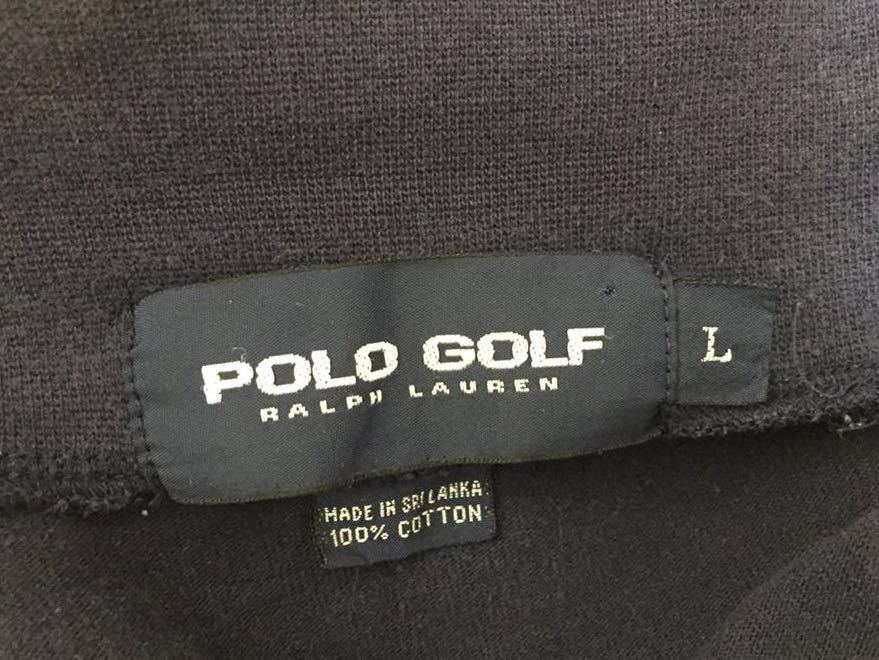 POLO GOLF
RALPH LAUREN
L
MADE IN SRI LANKA
100% COTTON